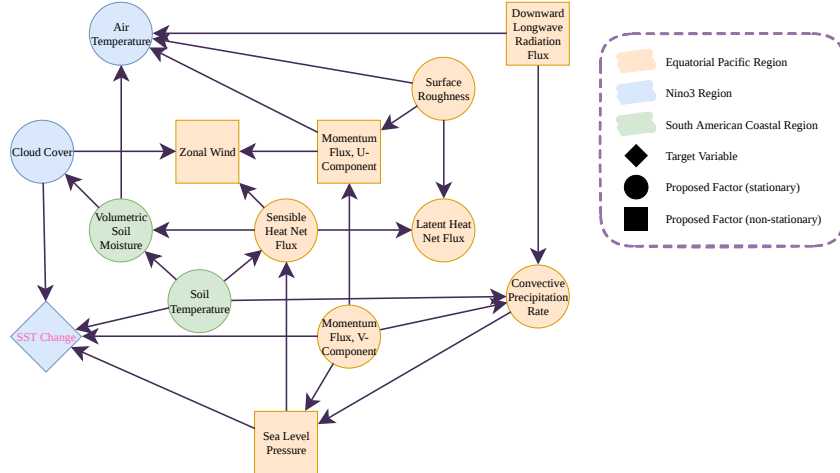 Air
Temperature
Downward
Longwave
Radiation
Flux
Surface
Roughness
Cloud Cover
Zonal Wind
Momentum
Flux, U-
Component
Volumetric
Soil
Moisture
Sensible
Heat Net
Flux
Latent Heat
Net Flux
Soil
Temperature
Convective
Precipitation
Rate
SST Change
Momentum
Flux, V-
Component
Sea Level
Pressure
Equatorial Pacific Region
Nino3 Region
South American Coastal Region
Target Variable
Proposed Factor (stationary)
Proposed Factor (non-stationary)